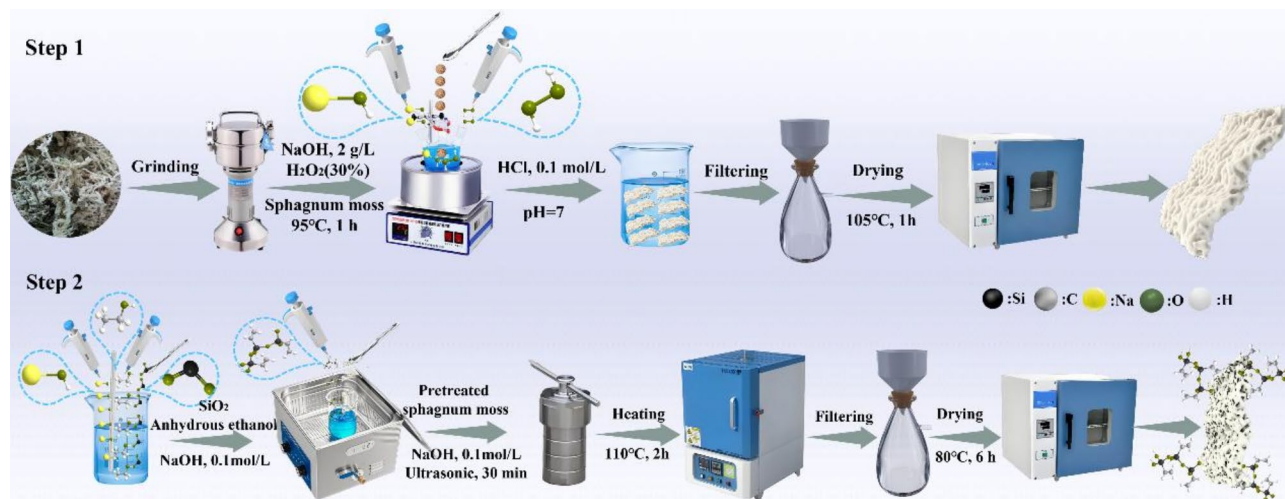 Step 1
Grinding
NaOH, 2 g/L
H₂O₂(30%)
Sphagnum moss
95℃, 1 h
HCl, 0.1 mol/L
pH=7
Filtering
Drying
105℃, 1h
Step 2
:Si :C :Na :O :H
SiO₂
Anhydrous ethanol
NaOH, 0.1mol/L
Pretreated
sphagnum moss
NaOH, 0.1mol/L
Ultrasonic, 30 min
Heating
110℃, 2h
Filtering
Drying
80℃, 6 h